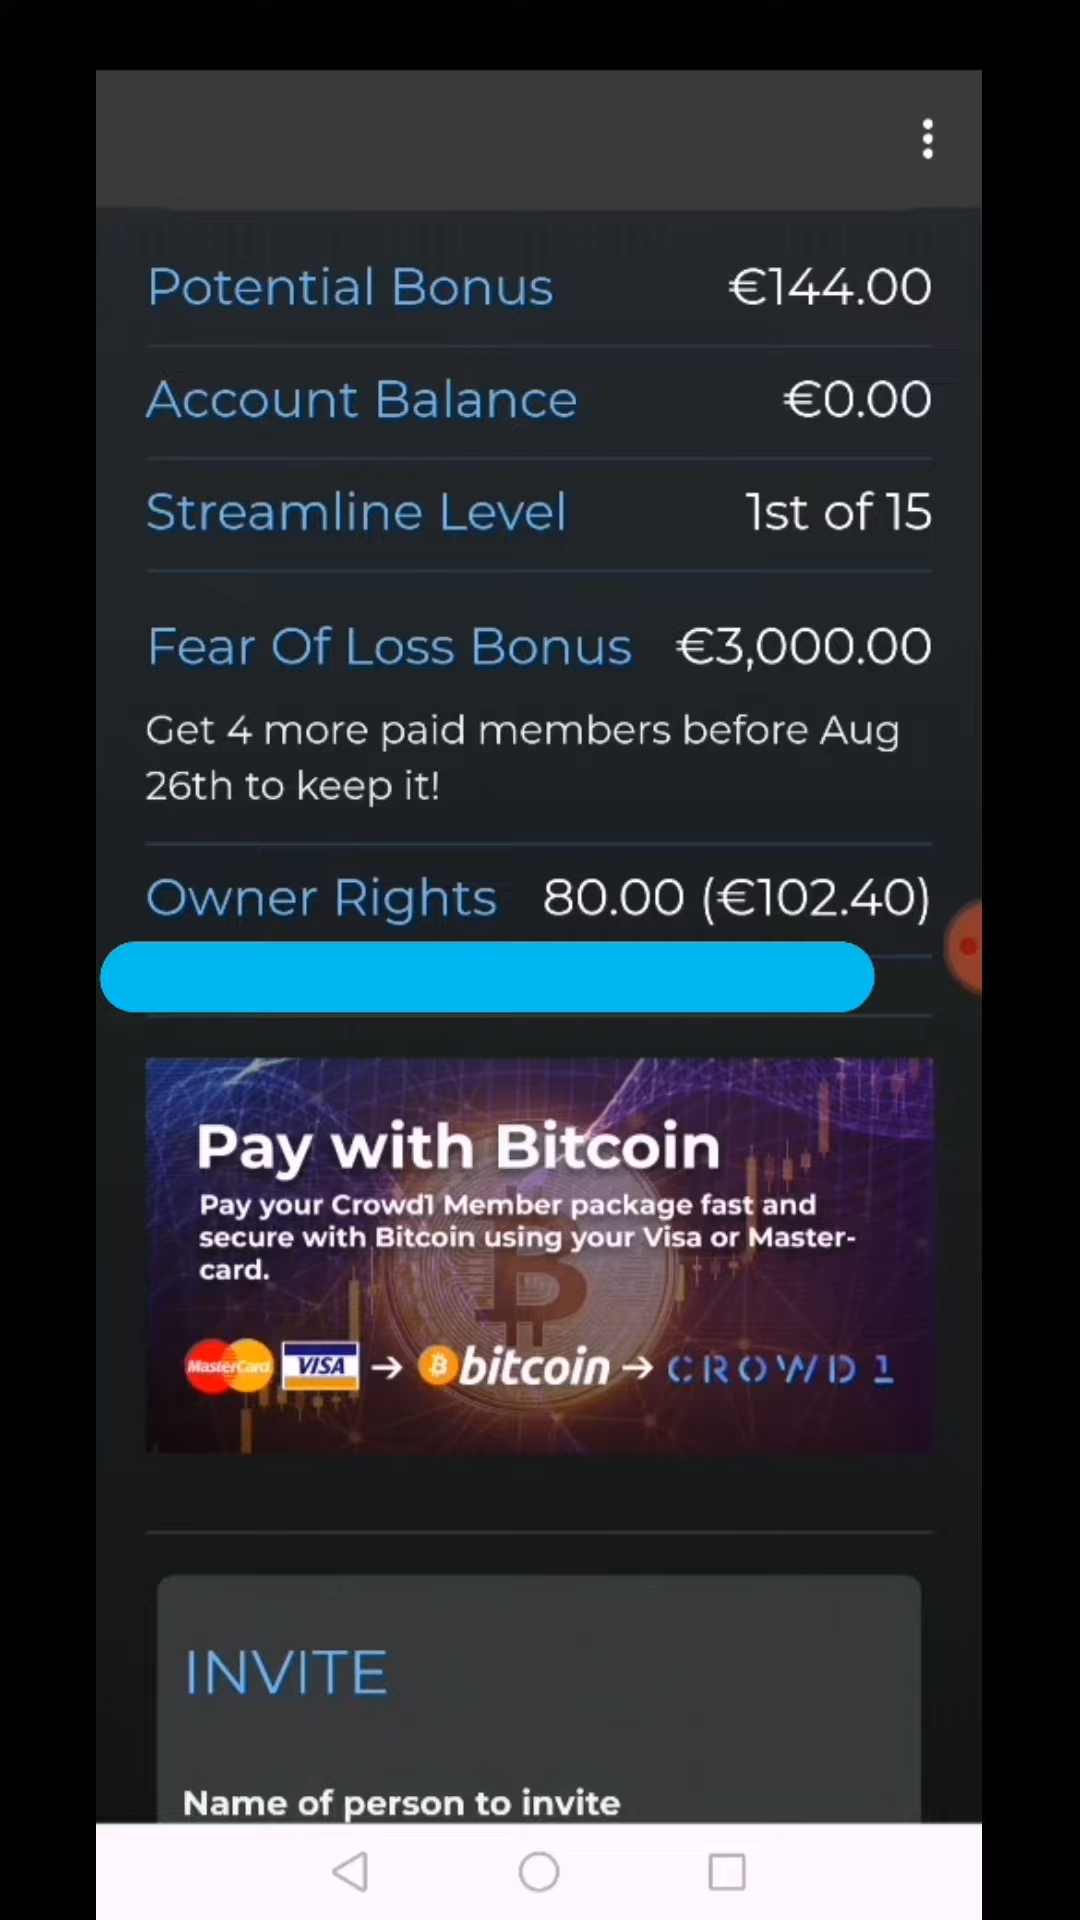 Potential Bonus €144.00
Account Balance €0.00
Streamline Level 1st of 15
Fear Of Loss Bonus €3,000.00
Get 4 more paid members before Aug
26th to keep it!
Owner Rights 80.00 (€102.40)
Pay with Bitcoin
Pay your Crowd1 Member package fast and
secure with Bitcoin using your Visa or Master-
card.
MasterCard VISA → bitcoin → CROWD1
INVITE
Name of person to invite